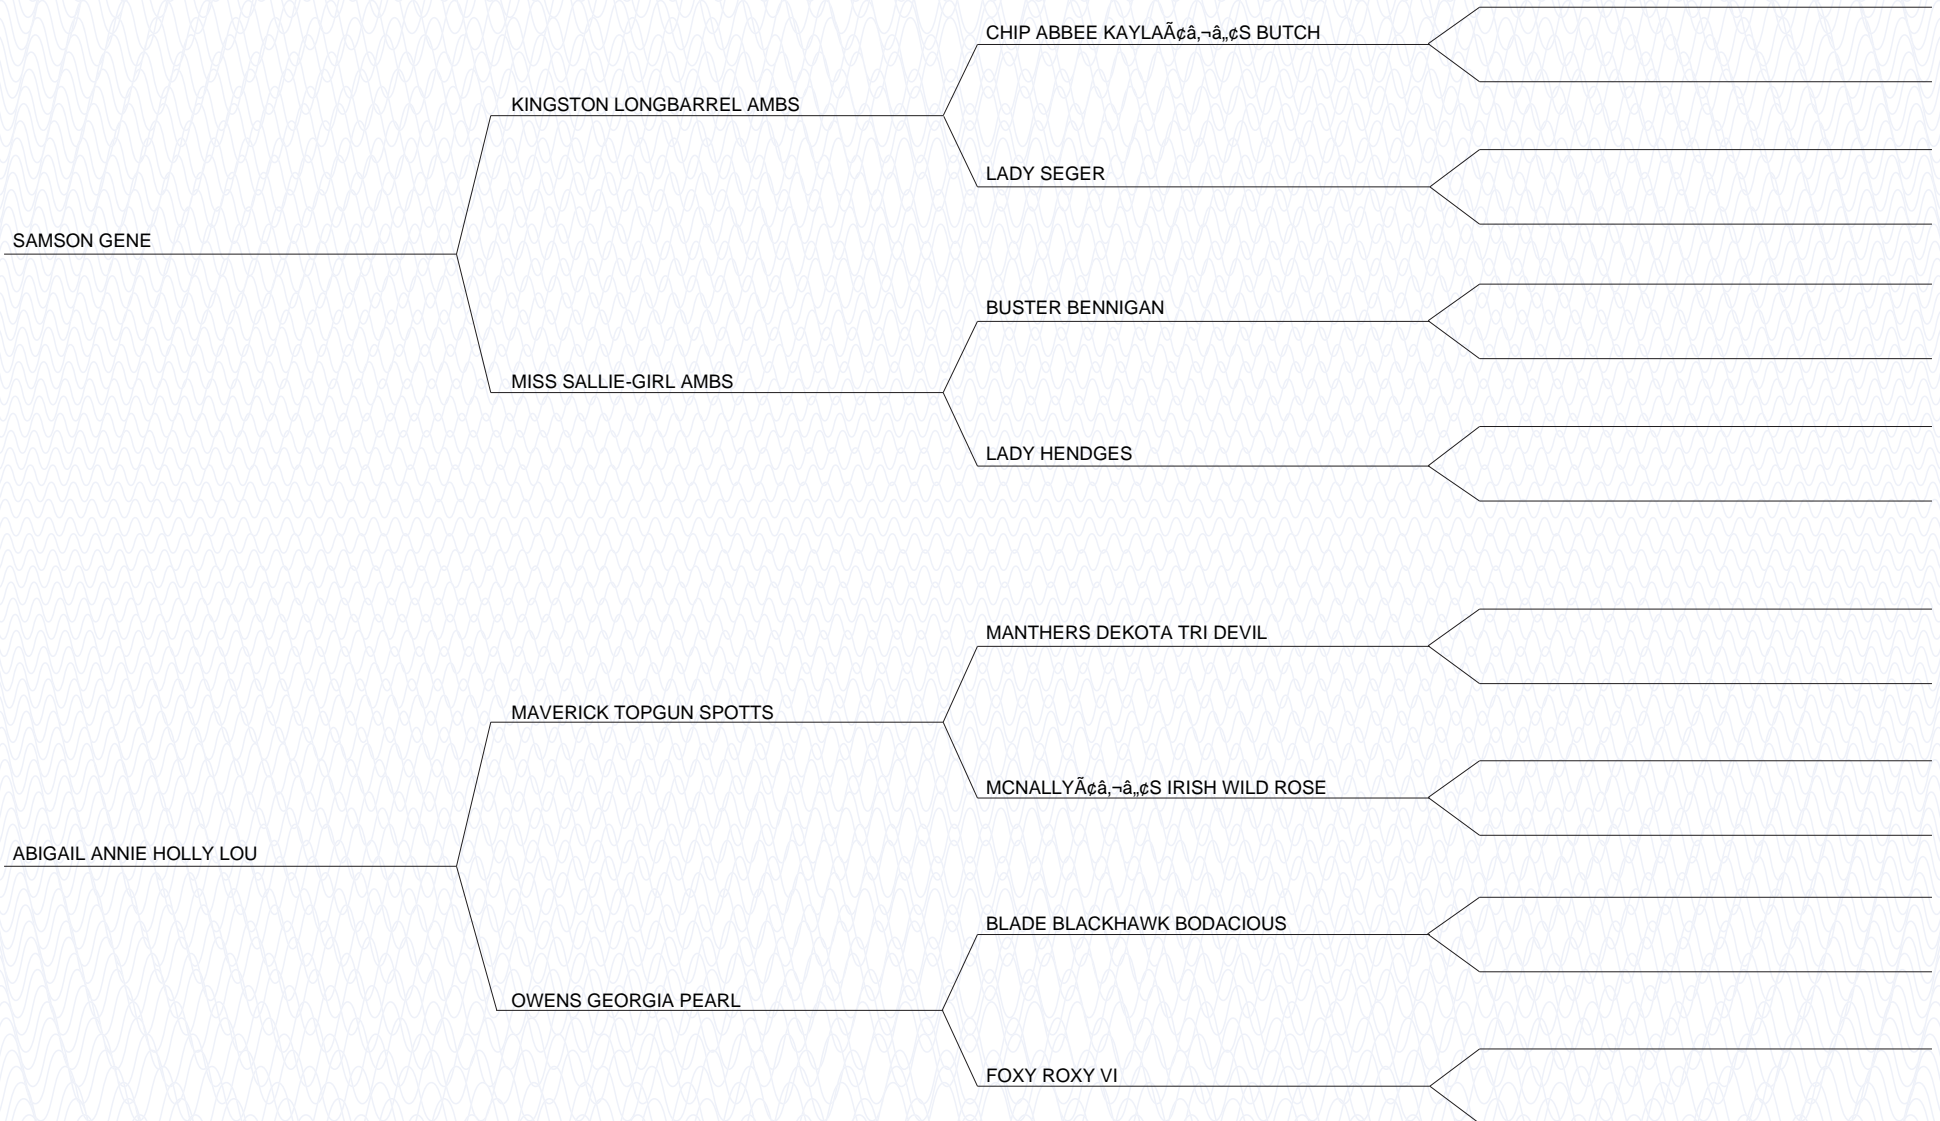 CHIP ABBEE KAYLAÃ¢â‚¬â„¢S BUTCH
KINGSTON LONGBARREL AMBS
LADY SEGER
SAMSON GENE
BUSTER BENNIGAN
MISS SALLIE-GIRL AMBS
LADY HENDGES
MANTHERS DEKOTA TRI DEVIL
MAVERICK TOPGUN SPOTTS
MCNALLYÃ¢â‚¬â„¢S IRISH WILD ROSE
ABIGAIL ANNIE HOLLY LOU
BLADE BLACKHAWK BODACIOUS
OWENS GEORGIA PEARL
FOXY ROXY VI